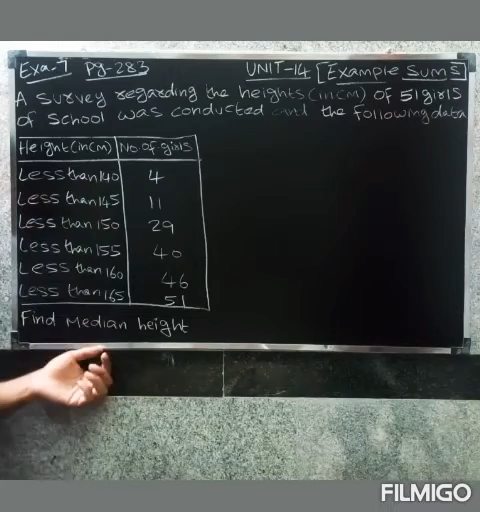 Exa-7 Pg-283 UNIT-14 [Example Sums]
A survey regarding the heights (in cm) of 51 girls
of School was conducted and the following data
Height (in cm) No. of girls
Less than 140 4
Less than 145 11
Less than 150 29
Less than 155 40
Less than 160 46
Less than 165 51
Find Median height
FILMIGO